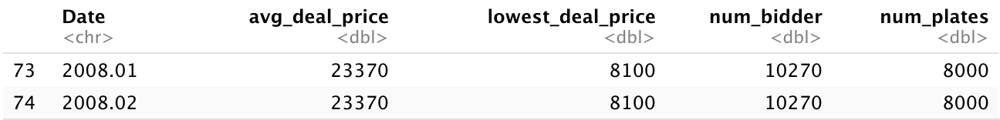 Date avg_deal_price lowest_deal_price num_bidder num_plates
<chr> <dbl> <dbl> <dbl> <dbl>
73 2008.01 23370 8100 10270 8000
74 2008.02 23370 8100 10270 8000